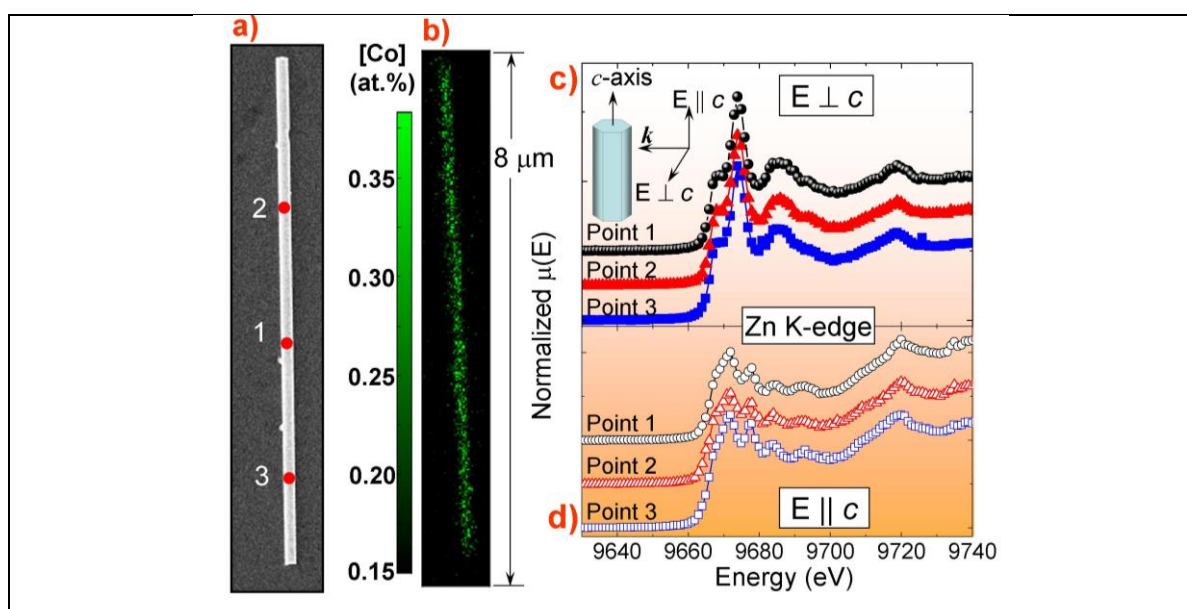 a)
2
1
3
[Co]
(at.%)
0.35
0.30
0.25
0.20
0.15
b)
8 μm
Normalized μ(E)
c)
c-axis
E || c
k
E ⊥ c
E ⊥ c
Point 1
Point 2
Point 3
Zn K-edge
Point 1
Point 2
Point 3
d)
E || c
9640 9660 9680 9700 9720 9740
Energy (eV)